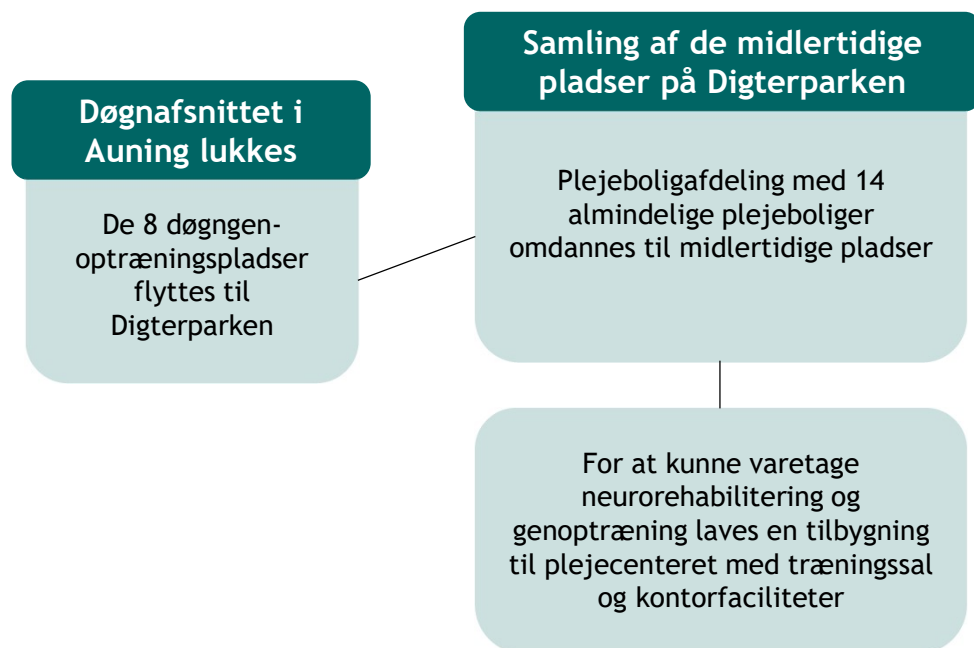 Døgnafsnittet i
Auning lukkes
De 8 døgngen-
optræningspladser
flyttes til
Digterparken
Samling af de midlertidige
pladser på Digterparken
Plejeboligafdeling med 14
almindelige plejeboliger
omdannes til midlertidige pladser
For at kunne varetage
neurorehabilitering og
genoptræning laves en tilbygning
til plejecenteret med træningssal
og kontorfaciliteter